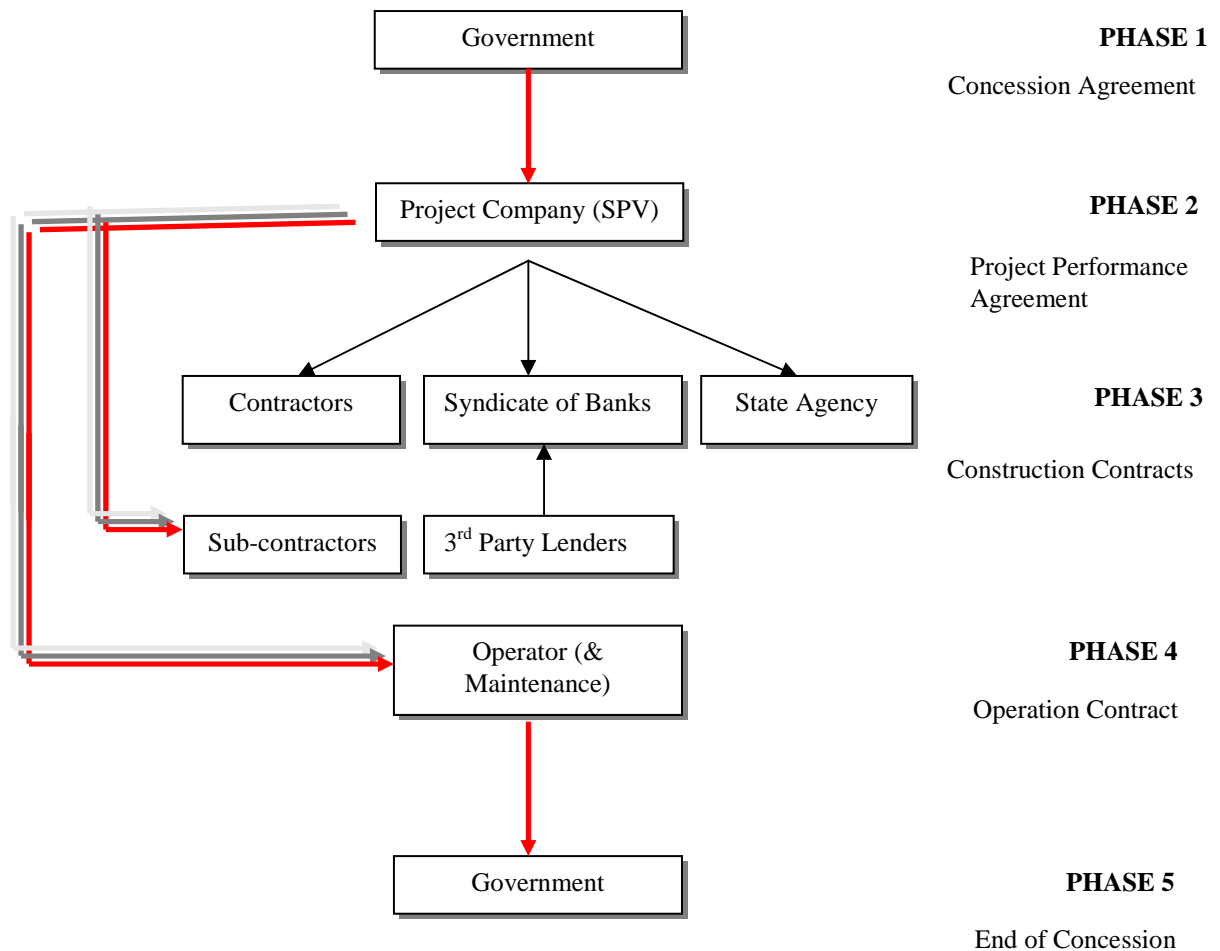 Government
PHASE 1
Concession Agreement
Project Company (SPV)
PHASE 2
Project Performance
Agreement
Contractors
Syndicate of Banks
State Agency
PHASE 3
Construction Contracts
Sub-contractors
3rd Party Lenders
Operator (&
Maintenance)
PHASE 4
Operation Contract
Government
PHASE 5
End of Concession